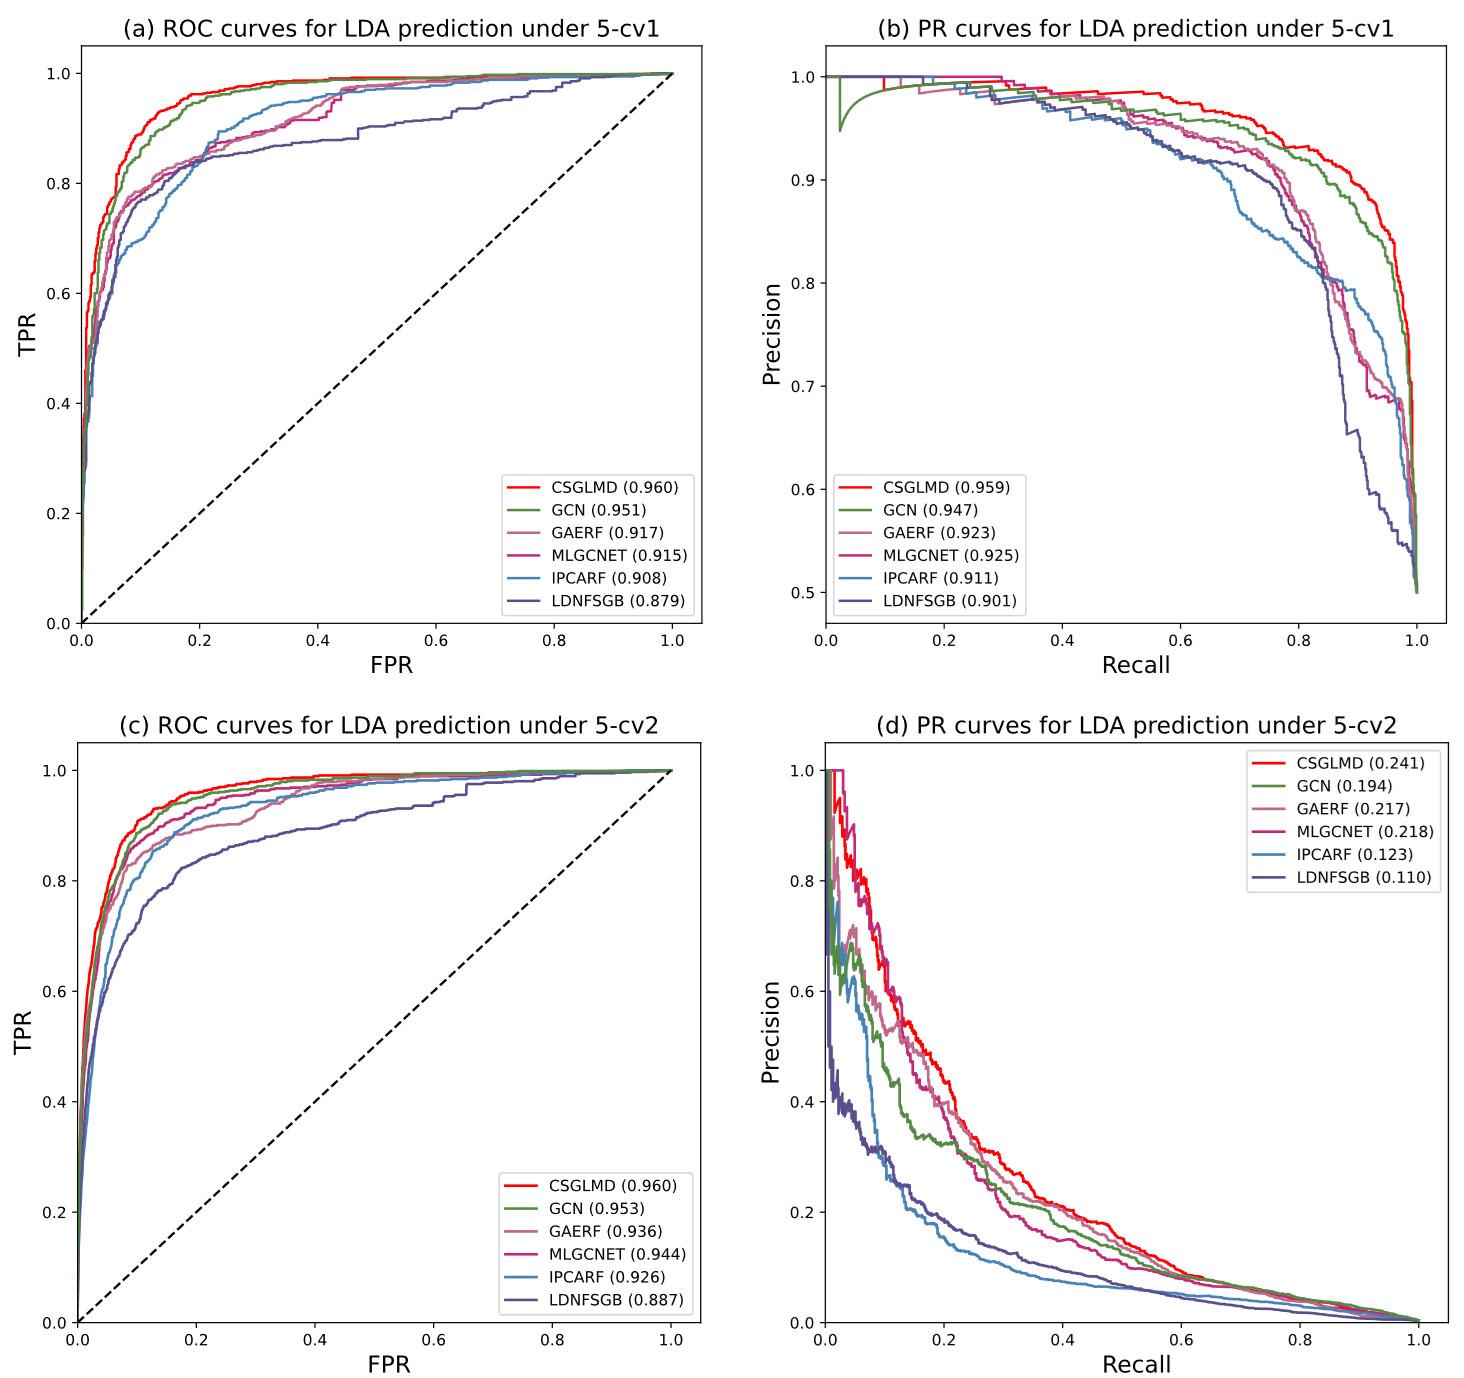 (a) ROC curves for LDA prediction under 5-cv1
1.0
0.8
0.6
0.4
0.2
0.0
TPR
0.0 0.2 0.4 0.6 0.8 1.0
FPR
CSGLMD (0.960)
GCN (0.951)
GAERF (0.917)
MLGCNET (0.915)
IPCARF (0.908)
LDNFSGB (0.879)
(b) PR curves for LDA prediction under 5-cv1
1.0
0.9
0.8
0.7
0.6
0.5
Precision
0.0 0.2 0.4 0.6 0.8 1.0
Recall
CSGLMD (0.959)
GCN (0.947)
GAERF (0.923)
MLGCNET (0.925)
IPCARF (0.911)
LDNFSGB (0.901)
(c) ROC curves for LDA prediction under 5-cv2
1.0
0.8
0.6
0.4
0.2
0.0
TPR
0.0 0.2 0.4 0.6 0.8 1.0
FPR
CSGLMD (0.960)
GCN (0.953)
GAERF (0.936)
MLGCNET (0.944)
IPCARF (0.926)
LDNFSGB (0.887)
(d) PR curves for LDA prediction under 5-cv2
1.0
0.8
0.6
0.4
0.2
0.0
Precision
0.0 0.2 0.4 0.6 0.8 1.0
Recall
CSGLMD (0.241)
GCN (0.194)
GAERF (0.217)
MLGCNET (0.218)
IPCARF (0.123)
LDNFSGB (0.110)